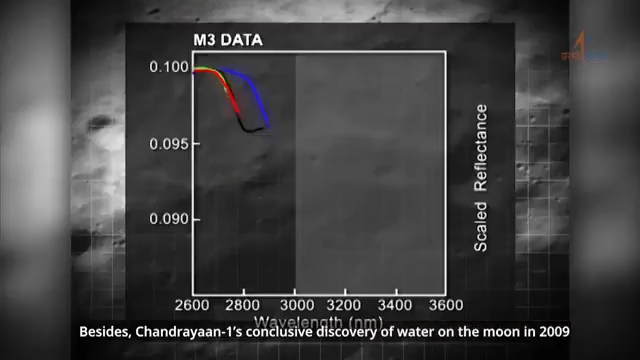 M3 DATA
0.100
0.095
0.090
Scaled Reflectance
2600 2800 3000 3200 3400 3600
Wavelength (nm)
Besides, Chandrayaan-1's conclusive discovery of water on the moon in 2009